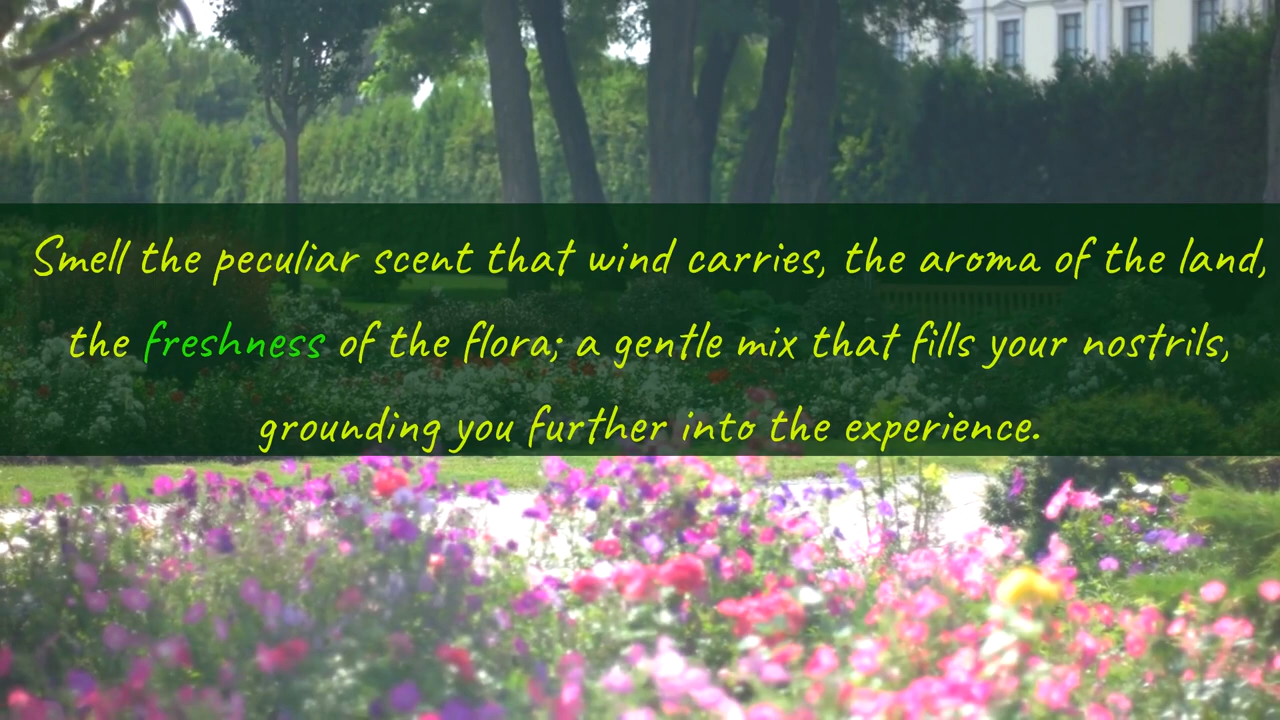 Smell the peculiar scent that wind carries, the aroma of the land,
the freshness of the flora; a gentle mix that fills your nostrils,
grounding you further into the experience.